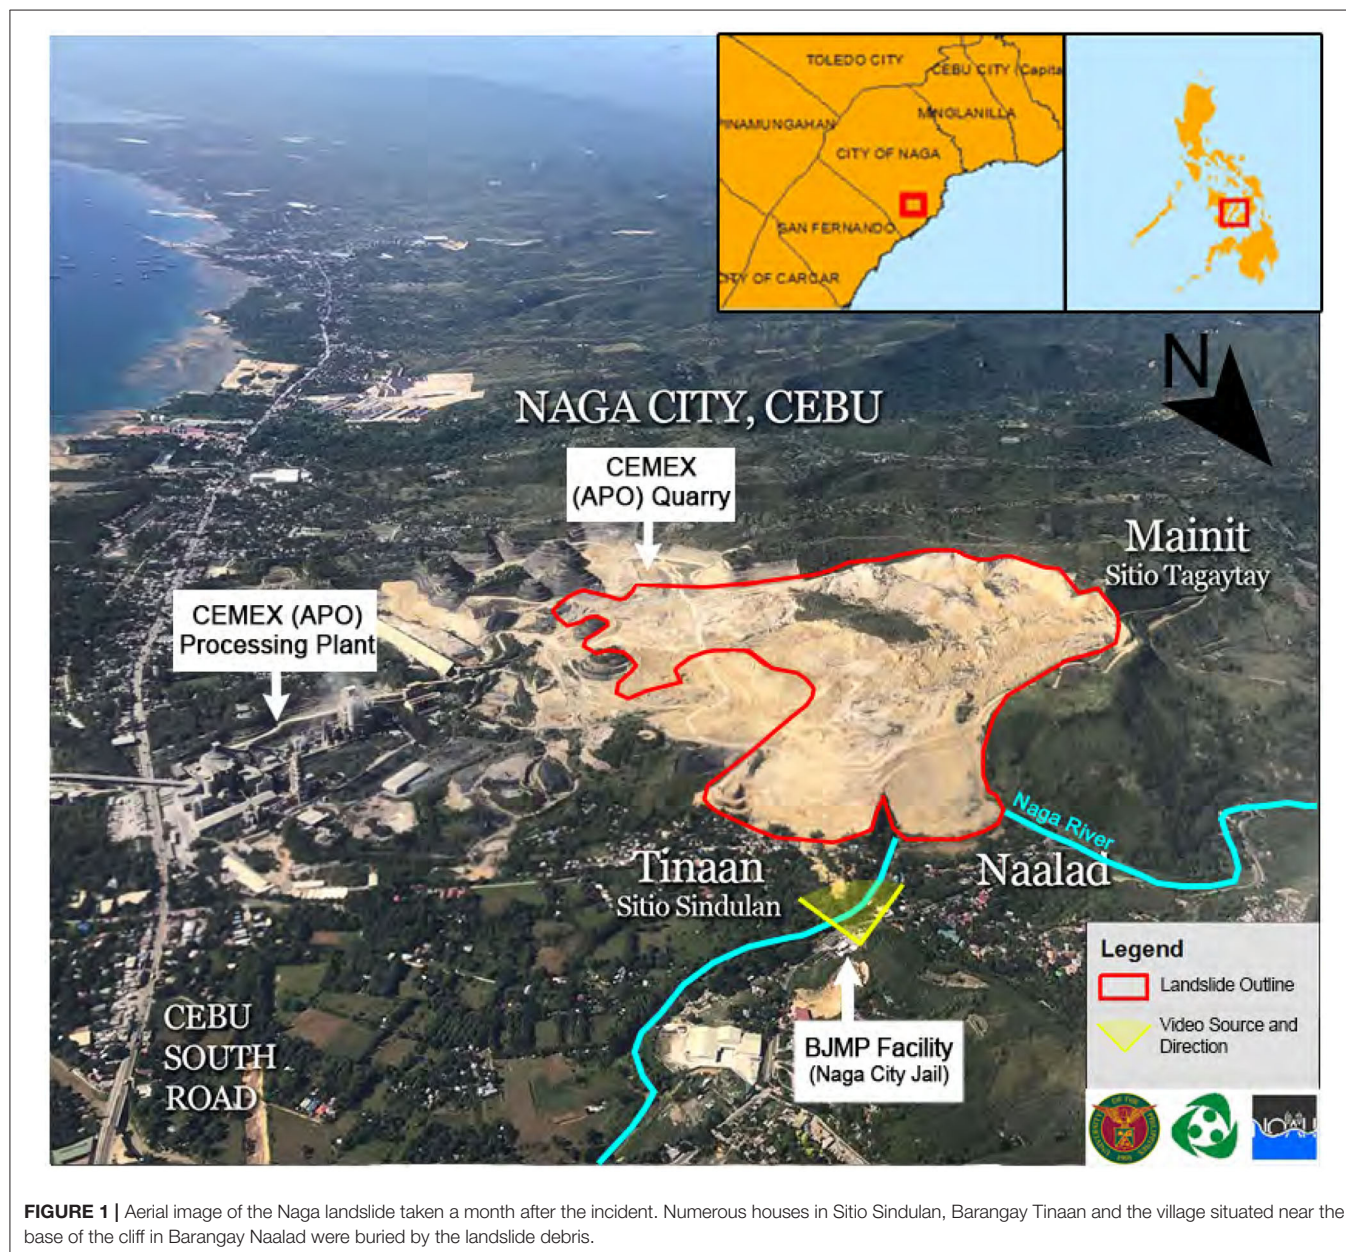 TOLEDO CITY
CEBU CITY (Capita
PINAMUNGAHAN
MINGLANILLA
CITY OF NAGA
SAN FERNANDO
CITY OF CARCAR
N
NAGA CITY, CEBU
CEMEX
(APO) Quarry
Mainit
Sitio Tagaytay
CEMEX (APO)
Processing Plant
Naga River
Tinaan
Sitio Sindulan
Naalad
Legend
Landslide Outline
Video Source and
Direction
CEBU
SOUTH
ROAD
BJMP Facility
(Naga City Jail)
NOAH
FIGURE 1 | Aerial image of the Naga landslide taken a month after the incident. Numerous houses in Sitio Sindulan, Barangay Tinaan and the village situated near the
base of the cliff in Barangay Naalad were buried by the landslide debris.